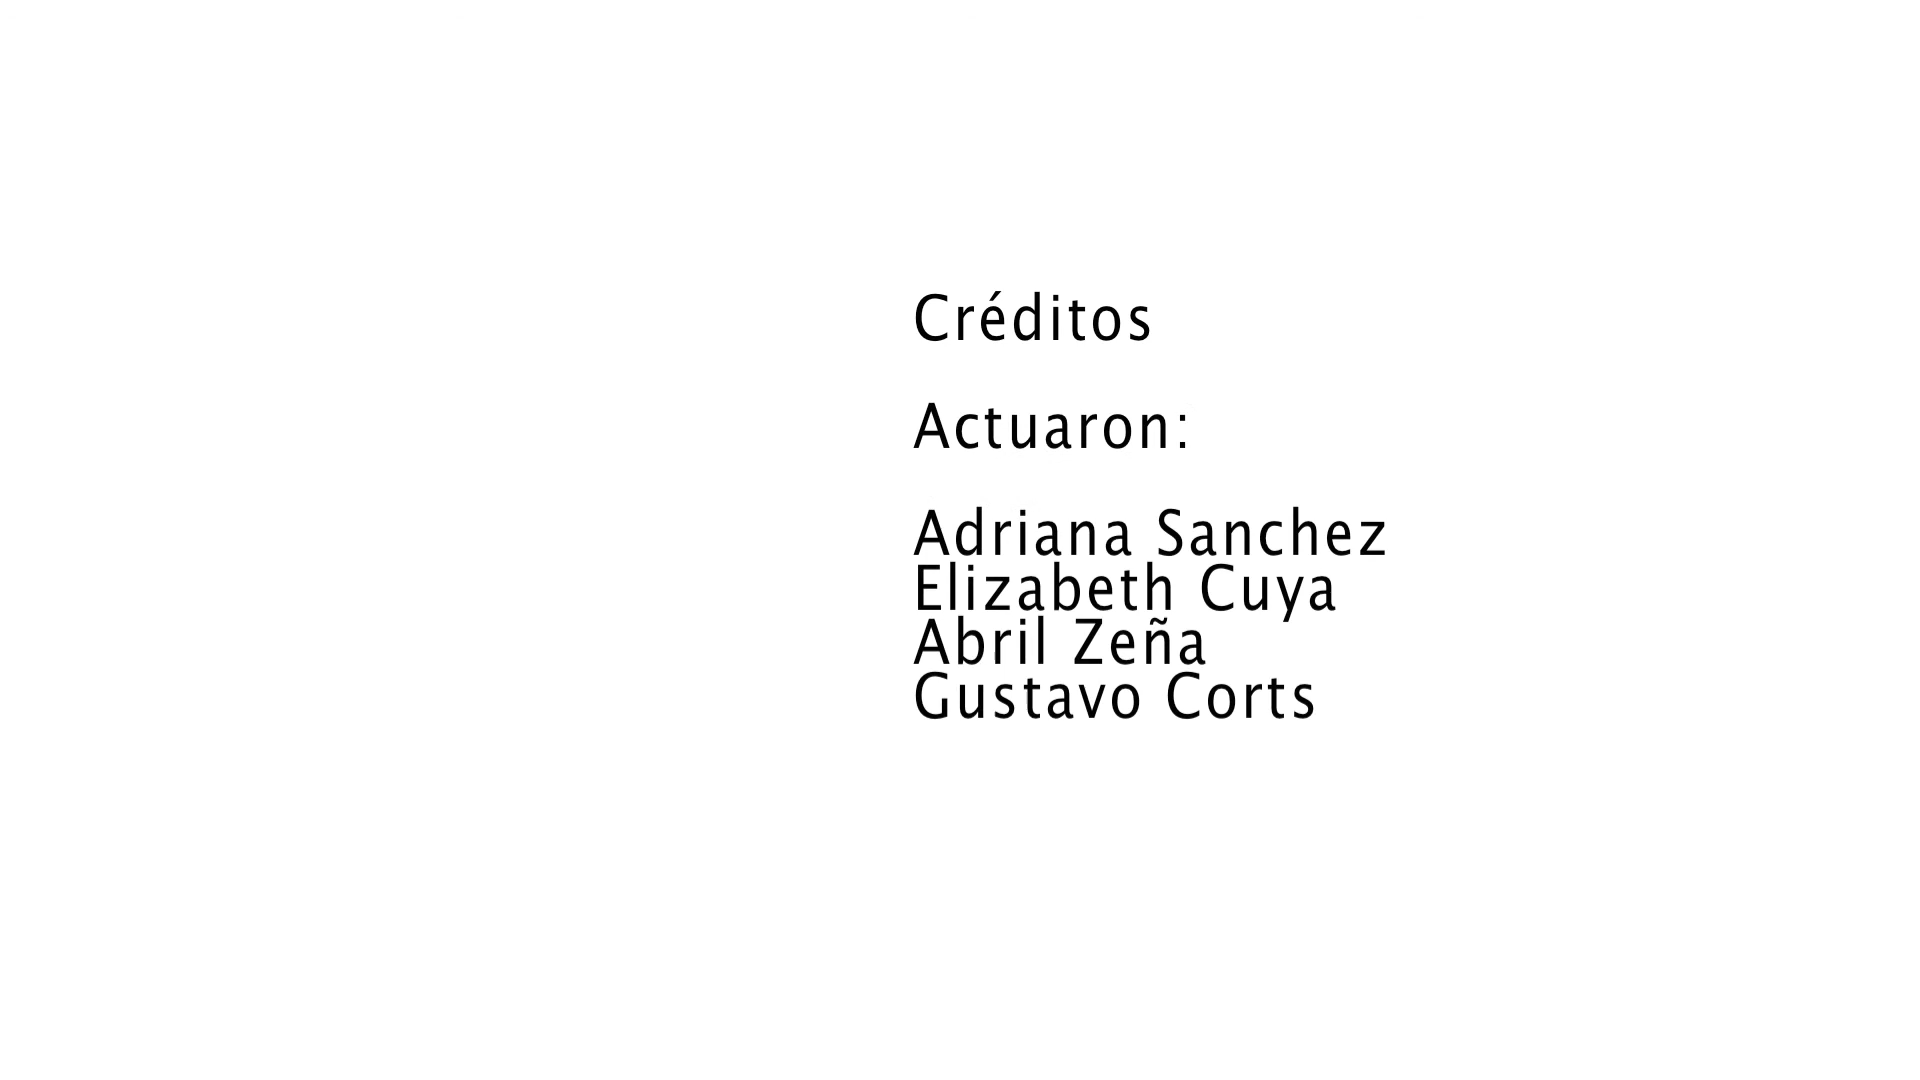 Créditos
Actuaron:
Adriana Sanchez
Elizabeth Cuya
Abril Zeña
Gustavo Corts